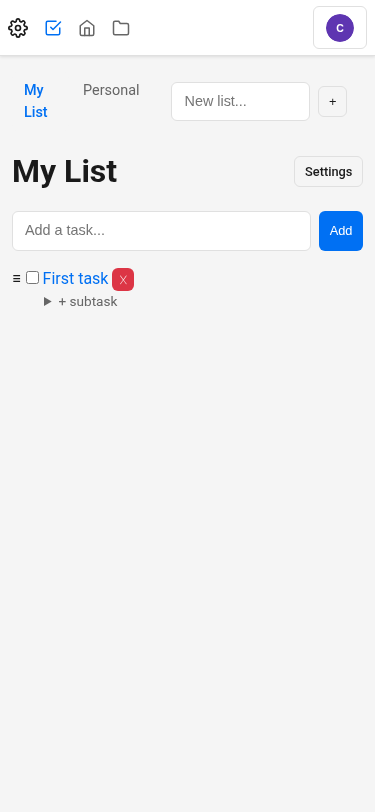 C
My
List
Personal
New list...
+
My List
Settings
Add a task...
Add
≡ First task X
▶ + subtask